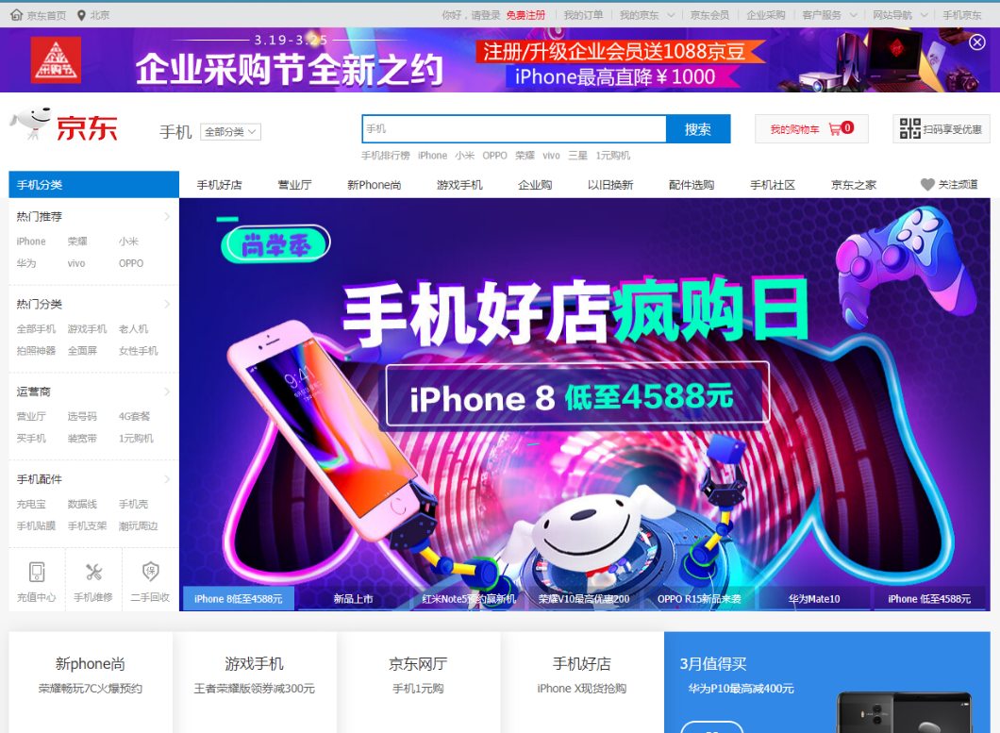 京东首页 北京 你好，请登录 免费注册 我的订单 我的京东 京东会员 企业采购 客户服务 网站导航 手机京东
企业采购节
3.19-3.25
企业采购节全新之约
注册/升级企业会员送1088京豆
iPhone最高直降￥1000
京东 手机 全部分类
手机 搜索
我的购物车 0
扫码享受优惠
手机排行榜 iPhone 小米 OPPO 荣耀 vivo 三星 1元购机
手机分类 手机好店 营业厅 新Phone尚 游戏手机 企业购 以旧换新 配件选购 手机社区 京东之家 关注频道
热门推荐
iPhone 荣耀 小米
华为 vivo OPPO
热门分类
全部手机 游戏手机 老人机
拍照神器 全面屏 女性手机
运营商
营业厅 选号码 4G套餐
买手机 装宽带 1元购机
手机配件
充电宝 数据线 手机壳
手机贴膜 手机支架 潮玩周边
保
充值中心 手机维修 二手回收
尚学季
手机好店疯购日
iPhone 8 低至4588元
9:41
iPhone 8低至4588元 新品上市 红米Note5预约赢新机 荣耀V10最高优惠200 OPPO R15新品来袭 华为Mate10 iPhone 低至4588元
新phone尚
荣耀畅玩7C火爆预约
游戏手机
王者荣耀版领券减300元
京东网厅
手机1元购
手机好店
iPhone X现货抢购
3月值得买
华为P10最高减400元